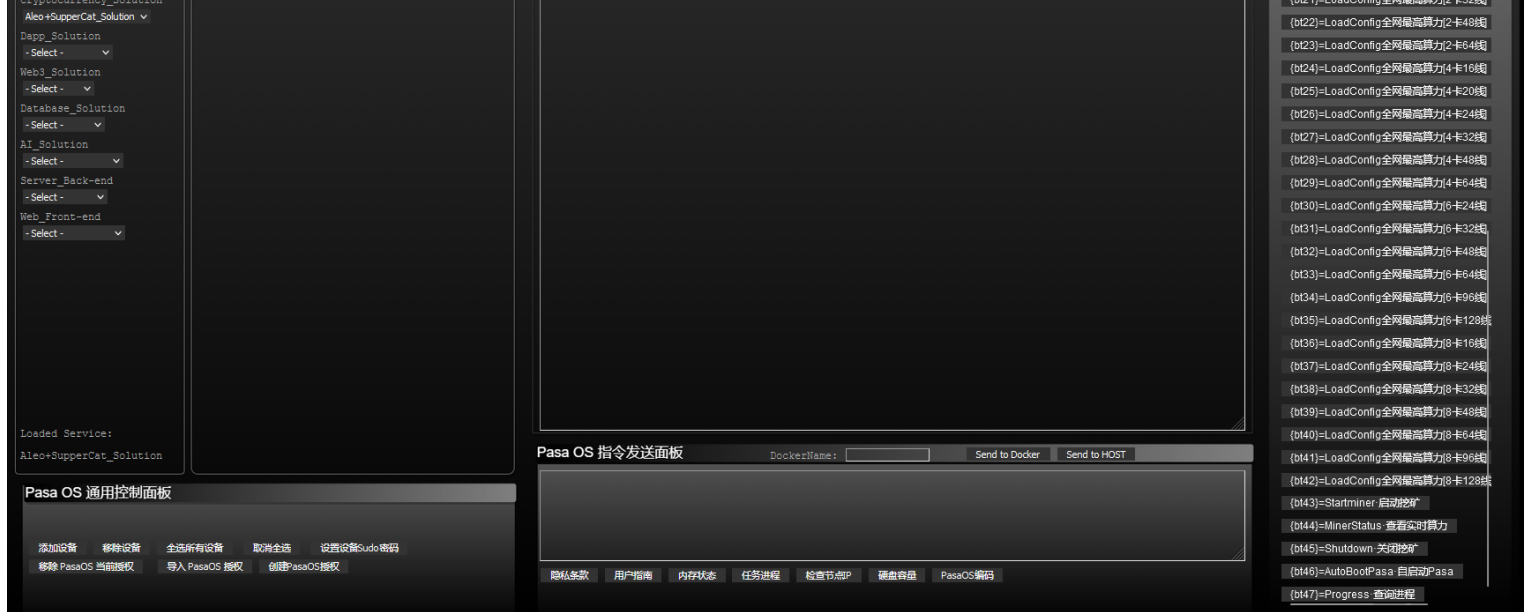 Cryptocurrency_Solution
Aleo+SupperCat_Solution
Dapp_Solution
- Select -
Web3_Solution
- Select -
Database_Solution
- Select -
AI_Solution
- Select -
Server_Back-end
- Select -
Web_Front-end
- Select -
Loaded Service:
Aleo+SupperCat_Solution
Pasa OS 通用控制面板
添加设备 移除设备 全选所有设备 取消全选 设置设备Sudo密码
移除 PasaOS 当前授权 导入 PasaOS 授权 创建PasaOS授权
Pasa OS 指令发送面板 DockerName: Send to Docker Send to HOST
隐私条款 用户指南 内存状态 任务进程 检查节点IP 硬盘容量 PasaOS编码
{bt21}=LoadConfig全网最高算力[2卡32线]
{bt22}=LoadConfig全网最高算力[2卡48线]
{bt23}=LoadConfig全网最高算力[2卡64线]
{bt24}=LoadConfig全网最高算力[4卡16线]
{bt25}=LoadConfig全网最高算力[4卡20线]
{bt26}=LoadConfig全网最高算力[4卡24线]
{bt27}=LoadConfig全网最高算力[4卡32线]
{bt28}=LoadConfig全网最高算力[4卡48线]
{bt29}=LoadConfig全网最高算力[4卡64线]
{bt30}=LoadConfig全网最高算力[6卡24线]
{bt31}=LoadConfig全网最高算力[6卡32线]
{bt32}=LoadConfig全网最高算力[6卡48线]
{bt33}=LoadConfig全网最高算力[6卡64线]
{bt34}=LoadConfig全网最高算力[6卡96线]
{bt35}=LoadConfig全网最高算力[6卡128线
{bt36}=LoadConfig全网最高算力[8卡16线]
{bt37}=LoadConfig全网最高算力[8卡24线]
{bt38}=LoadConfig全网最高算力[8卡32线]
{bt39}=LoadConfig全网最高算力[8卡48线]
{bt40}=LoadConfig全网最高算力[8卡64线]
{bt41}=LoadConfig全网最高算力[8卡96线]
{bt42}=LoadConfig全网最高算力[8卡128线
{bt43}=Startminer·启动挖矿
{bt44}=MinerStatus·查看实时算力
{bt45}=Shutdown·关闭挖矿
{bt46}=AutoBootPasa·自启动Pasa
{bt47}=Progress·查询进程